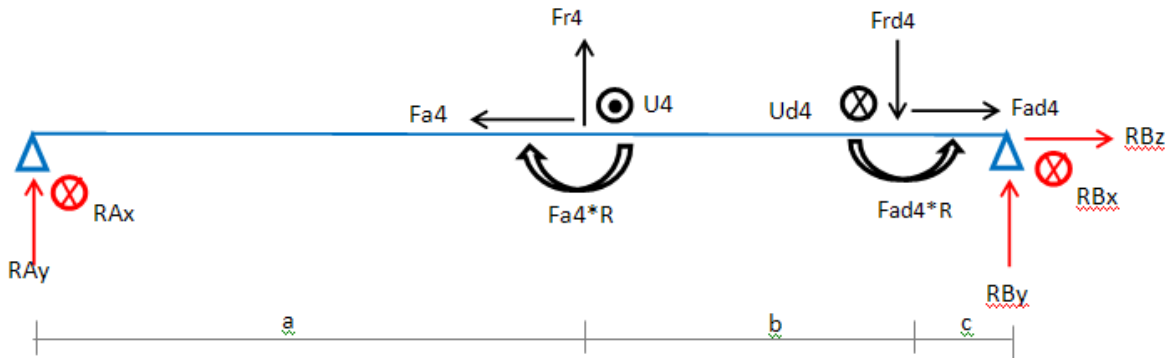 Fr4
Frd4
Fa4
U4
Ud4
Fad4
RBz
RAx
Fa4*R
Fad4*R
RBx
RAy
RBy
a
b
c